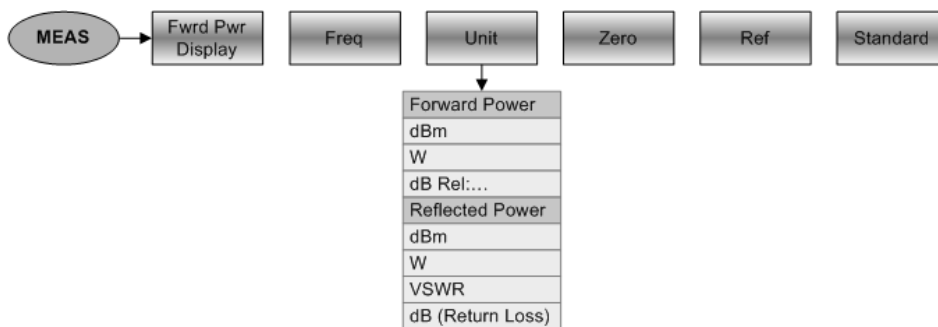 MEAS
Fwrd Pwr
Display
Freq
Unit
Zero
Ref
Standard
Forward Power
dBm
W
dB Rel:...
Reflected Power
dBm
W
VSWR
dB (Return Loss)